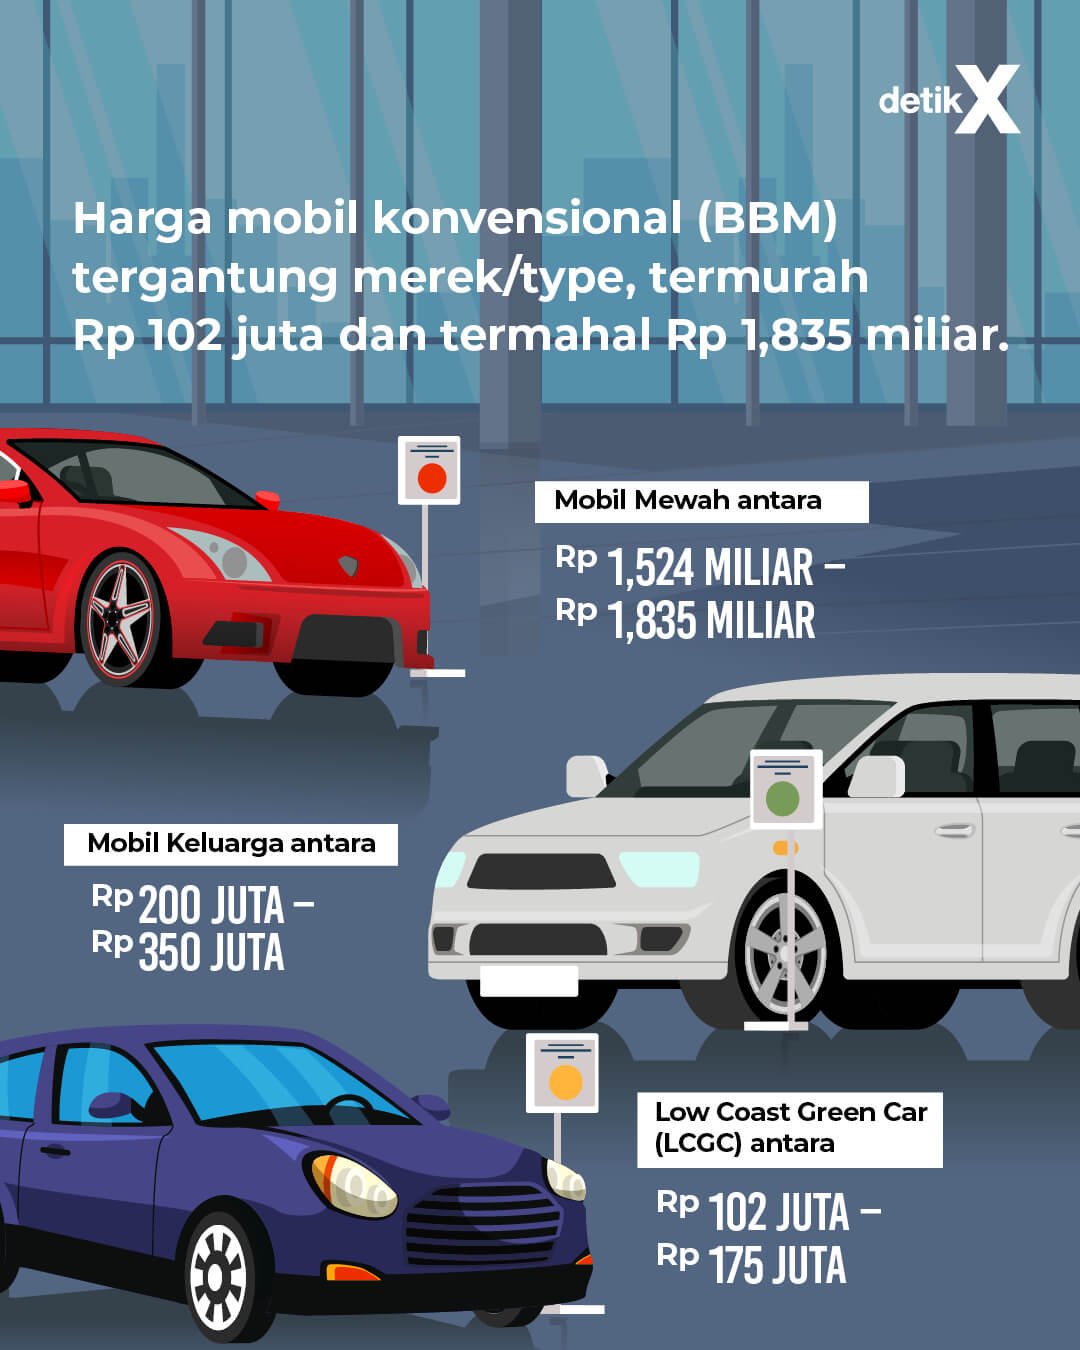 detikX
Harga mobil konvensional (BBM)
tergantung merek/type, termurah
Rp 102 juta dan termahal Rp 1,835 miliar.
Mobil Mewah antara
Rp 1,524 MILIAR –
Rp 1,835 MILIAR
Mobil Keluarga antara
Rp 200 JUTA –
Rp 350 JUTA
Low Coast Green Car
(LCGC) antara
Rp 102 JUTA –
Rp 175 JUTA